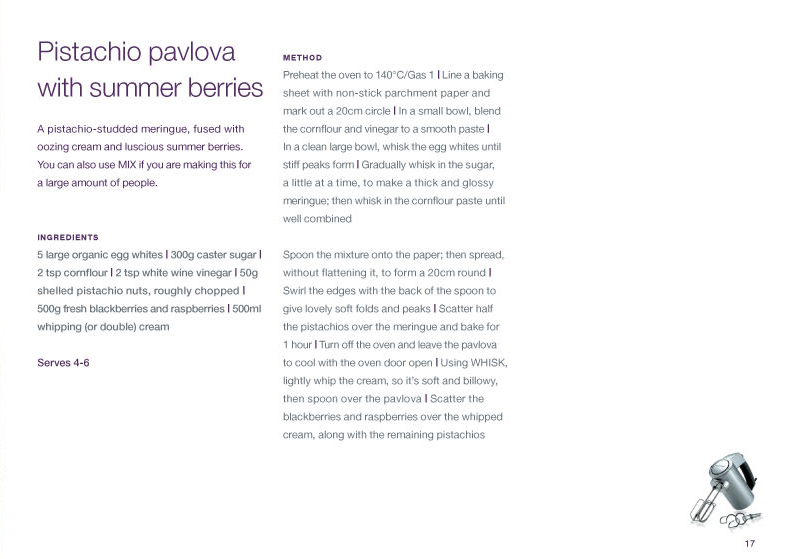 Pistachio pavlova
with summer berries
A pistachio-studded meringue, fused with
oozing cream and luscious summer berries.
You can also use MIX if you are making this for
a large amount of people.
INGREDIENTS
5 large organic egg whites | 300g caster sugar |
2 tsp cornflour | 2 tsp white wine vinegar | 50g
shelled pistachio nuts, roughly chopped |
500g fresh blackberries and raspberries | 500ml
whipping (or double) cream
Serves 4-6
METHOD
Preheat the oven to 140°C/Gas 1 | Line a baking
sheet with non-stick parchment paper and
mark out a 20cm circle | In a small bowl, blend
the cornflour and vinegar to a smooth paste |
In a clean large bowl, whisk the egg whites until
stiff peaks form | Gradually whisk in the sugar,
a little at a time, to make a thick and glossy
meringue; then whisk in the cornflour paste until
well combined
Spoon the mixture onto the paper; then spread,
without flattening it, to form a 20cm round |
Swirl the edges with the back of the spoon to
give lovely soft folds and peaks | Scatter half
the pistachios over the meringue and bake for
1 hour | Turn off the oven and leave the pavlova
to cool with the oven door open | Using WHISK,
lightly whip the cream, so it's soft and billowy,
then spoon over the pavlova | Scatter the
blackberries and raspberries over the whipped
cream, along with the remaining pistachios
17